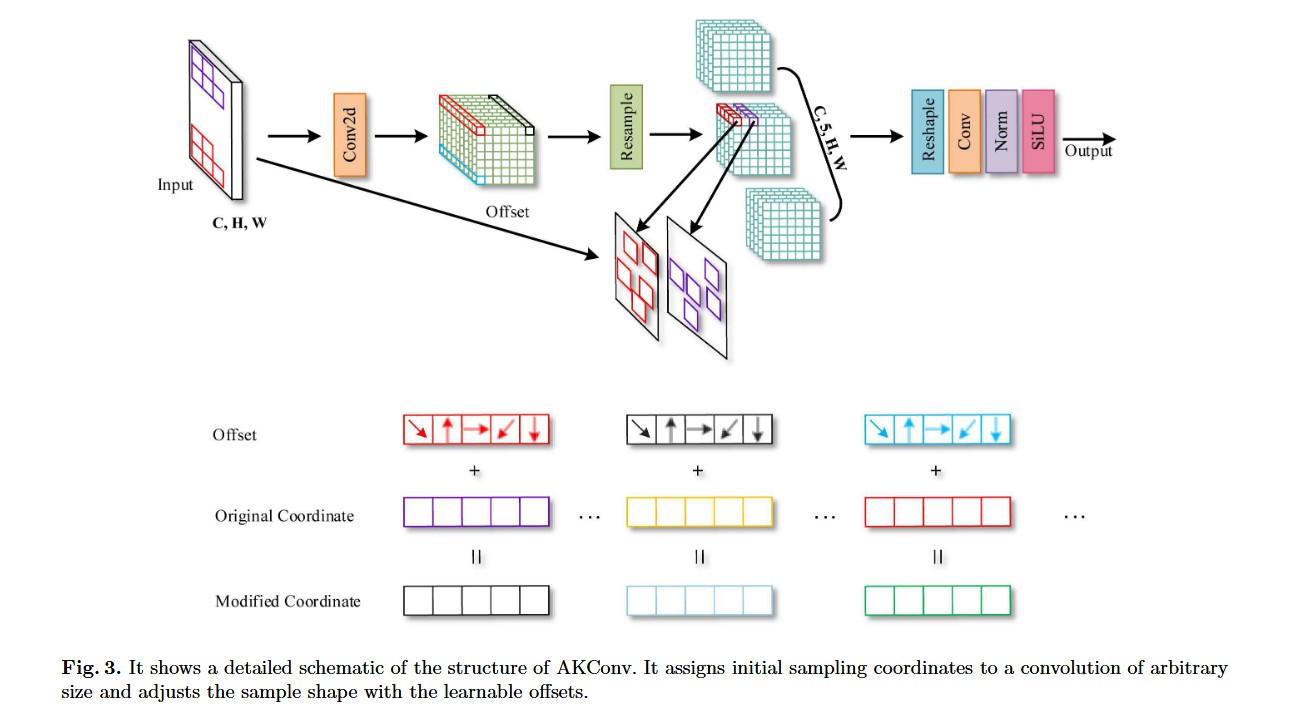 Input
C, H, W
Conv2d
Offset
Resample
C, 5, H, W
Reshape
Conv
Norm
SiLU
Output
Offset
+
+
+
Original Coordinate
...
...
...
=
=
=
Modified Coordinate
Fig. 3. It shows a detailed schematic of the structure of AKConv. It assigns initial sampling coordinates to a convolution of arbitrary
size and adjusts the sample shape with the learnable offsets.